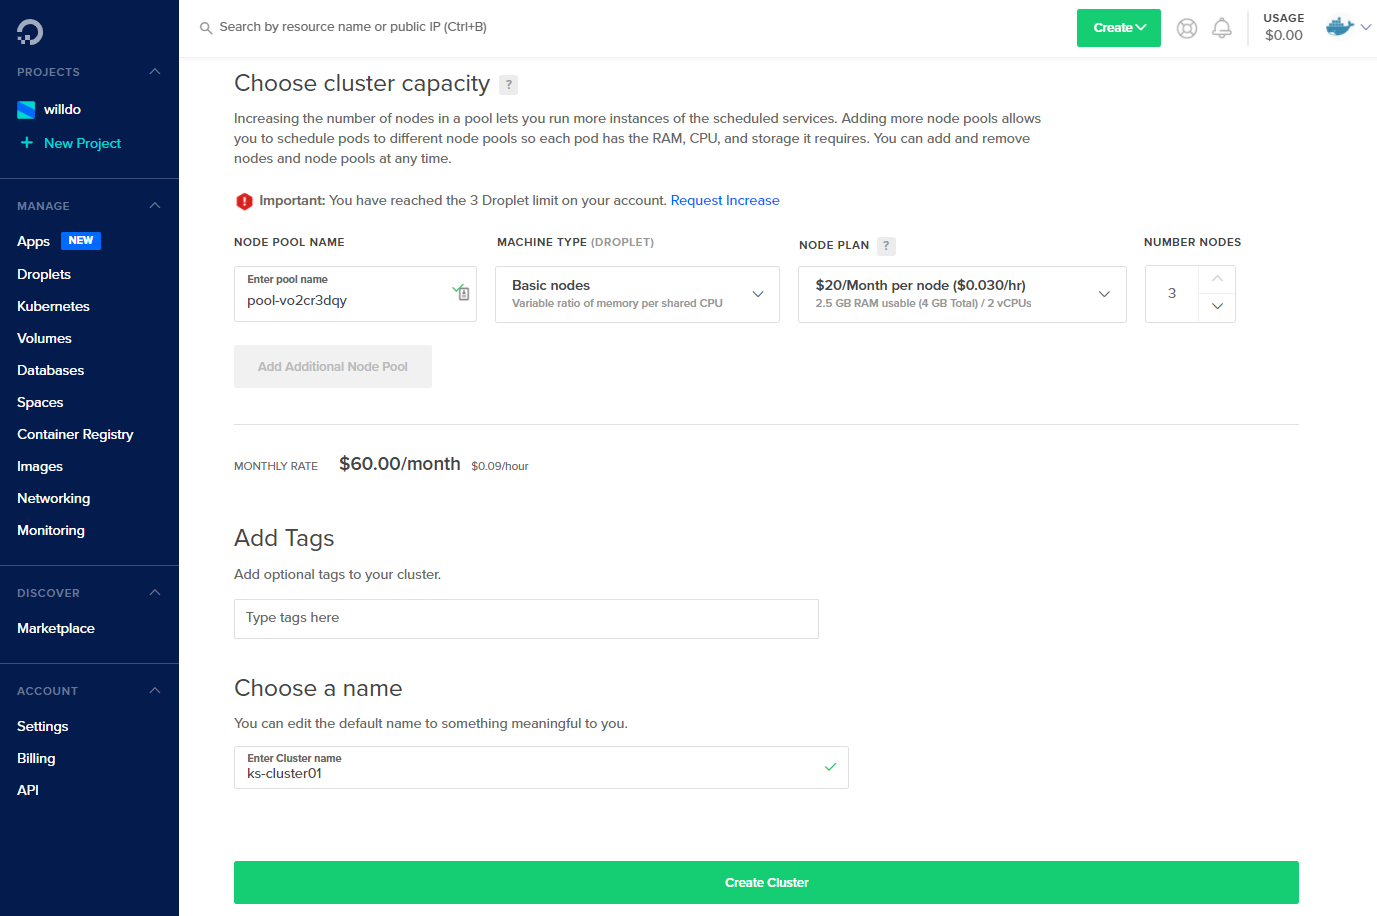 Search by resource name or public IP (Ctrl+B)
Create
USAGE
$0.00
PROJECTS
willdo
+ New Project
MANAGE
Apps NEW
Droplets
Kubernetes
Volumes
Databases
Spaces
Container Registry
Images
Networking
Monitoring
DISCOVER
Marketplace
ACCOUNT
Settings
Billing
API
Choose cluster capacity ?
Increasing the number of nodes in a pool lets you run more instances of the scheduled services. Adding more node pools allows
you to schedule pods to different node pools so each pod has the RAM, CPU, and storage it requires. You can add and remove
nodes and node pools at any time.
Important: You have reached the 3 Droplet limit on your account. Request Increase
NODE POOL NAME
Enter pool name
pool-vo2cr3dqy
MACHINE TYPE (DROPLET)
Basic nodes
Variable ratio of memory per shared CPU
NODE PLAN ?
$20/Month per node ($0.030/hr)
2.5 GB RAM usable (4 GB Total) / 2 vCPUs
NUMBER NODES
3
Add Additional Node Pool
MONTHLY RATE $60.00/month $0.09/hour
Add Tags
Add optional tags to your cluster.
Type tags here
Choose a name
You can edit the default name to something meaningful to you.
Enter Cluster name
ks-cluster01
Create Cluster